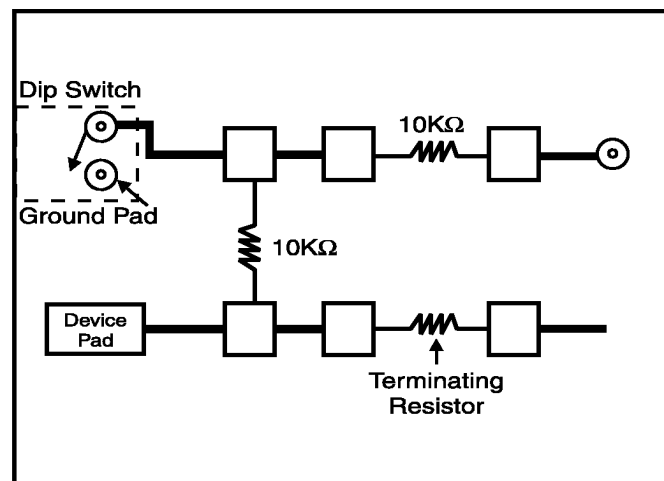 Dip Switch
10KΩ
Ground Pad
10KΩ
Device
Pad
Terminating
Resistor